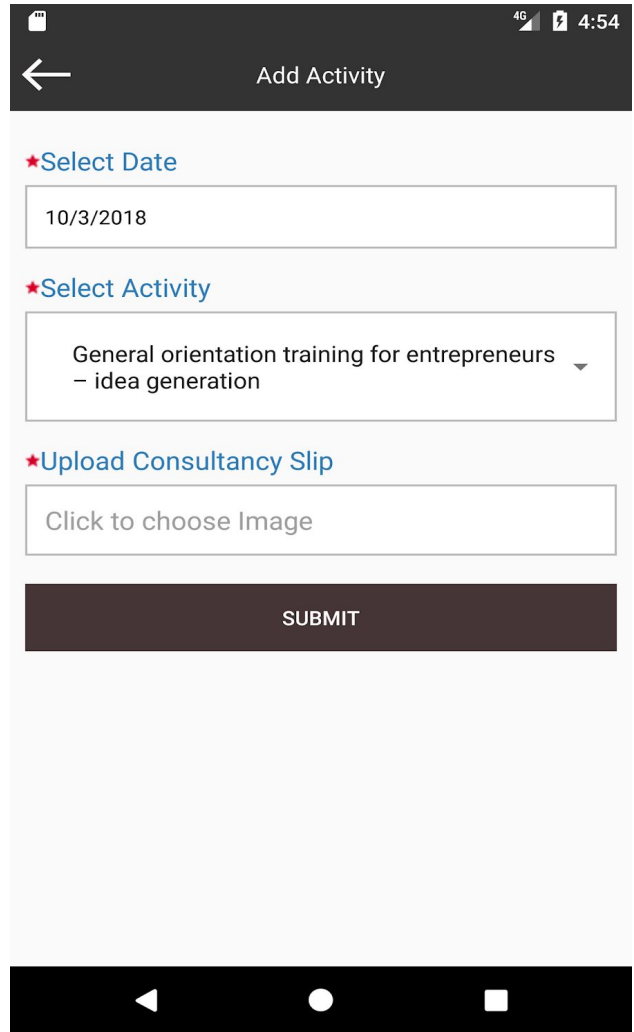 4G 4:54
Add Activity
Select Date
10/3/2018
Select Activity
General orientation training for entrepreneurs
– idea generation
Upload Consultancy Slip
Click to choose Image
SUBMIT